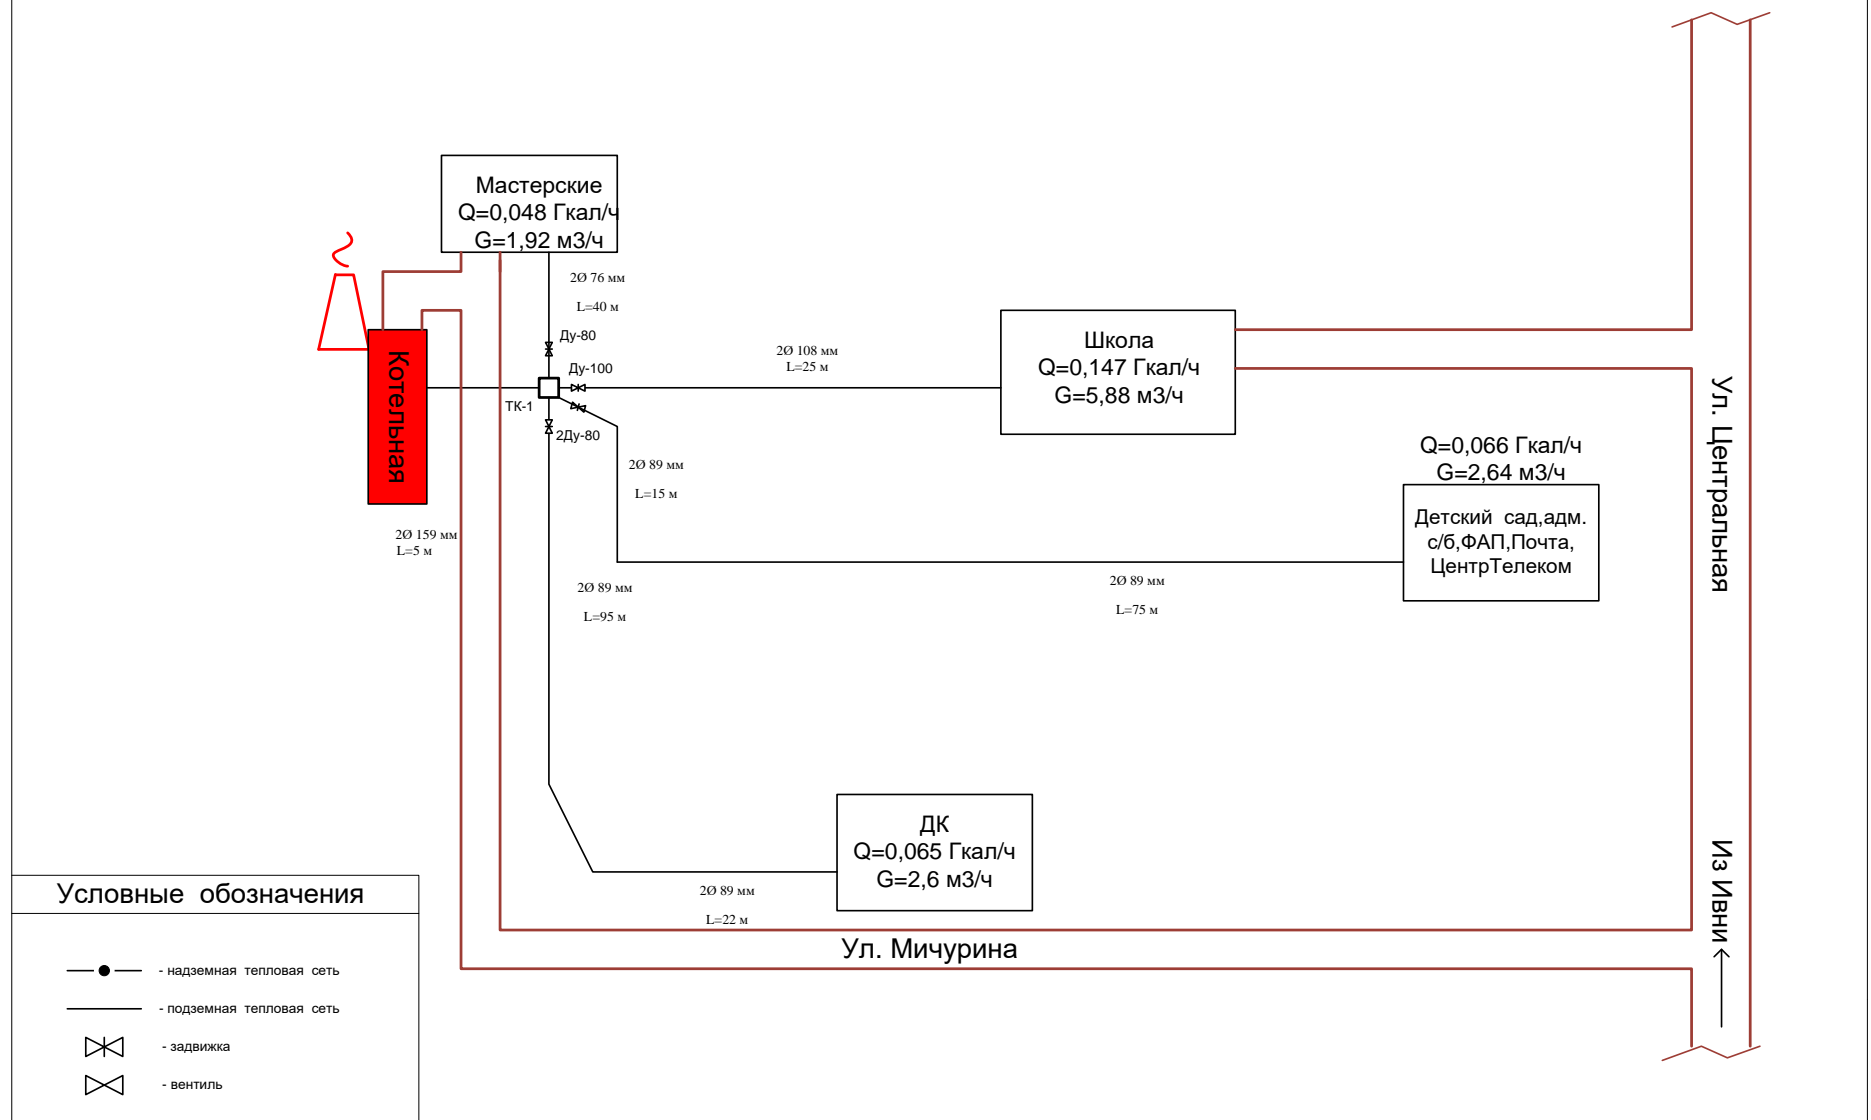 Мастерские
Q=0,048 Гкал/ч
G=1,92 м3/ч
2Ø 76 мм
L=40 м
Ду-80
Ду-100
ТК-1
2Ду-80
Котельная
2Ø 159 мм
L=5 м
2Ø 108 мм
L=25 м
Школа
Q=0,147 Гкал/ч
G=5,88 м3/ч
2Ø 89 мм
L=15 м
Q=0,066 Гкал/ч
G=2,64 м3/ч
Детский сад,адм.
с/б,ФАП,Почта,
ЦентрТелеком
2Ø 89 мм
L=95 м
2Ø 89 мм
L=75 м
Ул. Центральная
ДК
Q=0,065 Гкал/ч
G=2,6 м3/ч
2Ø 89 мм
L=22 м
Ул. Мичурина
Из Ивни
Условные обозначения
- надземная тепловая сеть
- подземная тепловая сеть
- задвижка
- вентиль